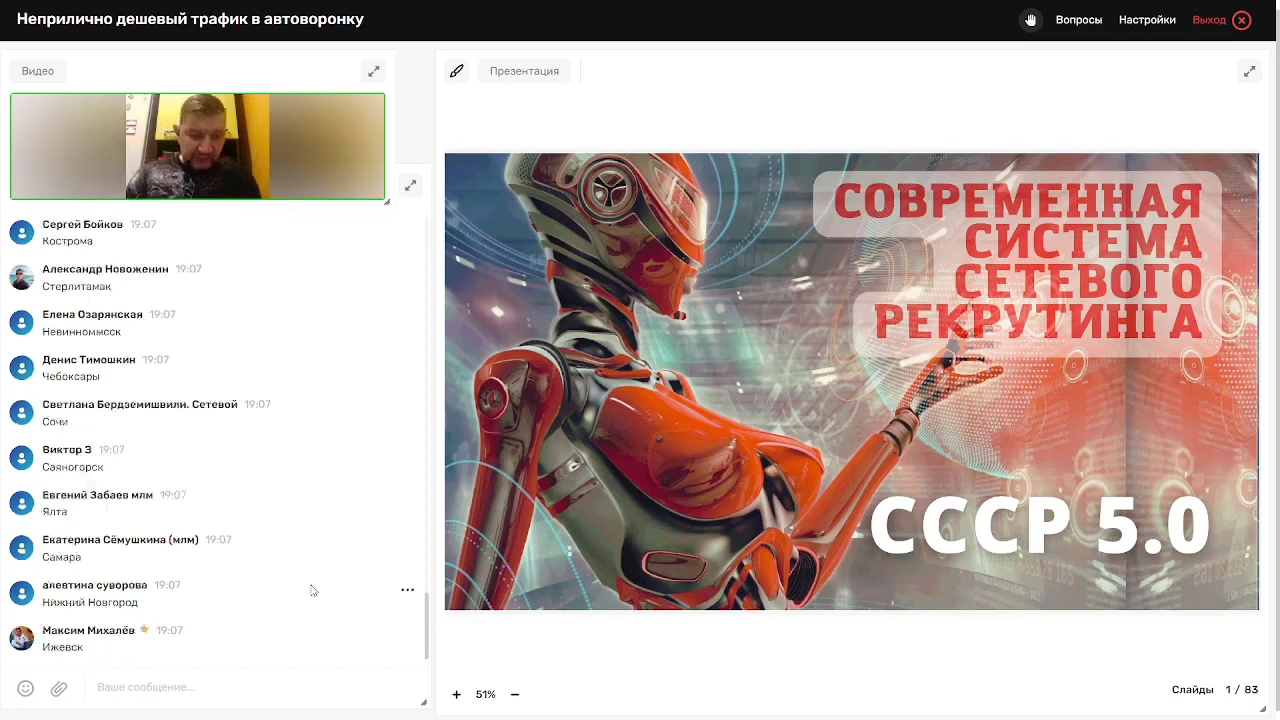 Неприлично дешевый трафик в автоворонку
Вопросы Настройки Выход
Видео
Презентация
Сергей Бойков 19:07
Кострома
Александр Новоженин 19:07
Стерлитамак
Елена Озарянская 19:07
Невинномысск
Денис Тимошкин 19:07
Чебоксары
Светлана Бердзенишвили. Сетевой 19:07
Сочи
Виктор З 19:07
Саяногорск
Евгений Забаев млм 19:07
Ялта
Екатерина Сёмушкина (млм) 19:07
Самара
алевтина суворова 19:07
Нижний Новгород
Максим Михалёв 19:07
Ижевск
Ваше сообщение...
СОВРЕМЕННАЯ
СИСТЕМА
СЕТЕВОГО
РЕКРУТИНГА
СССР 5.0
51%
Слайды 1 / 83